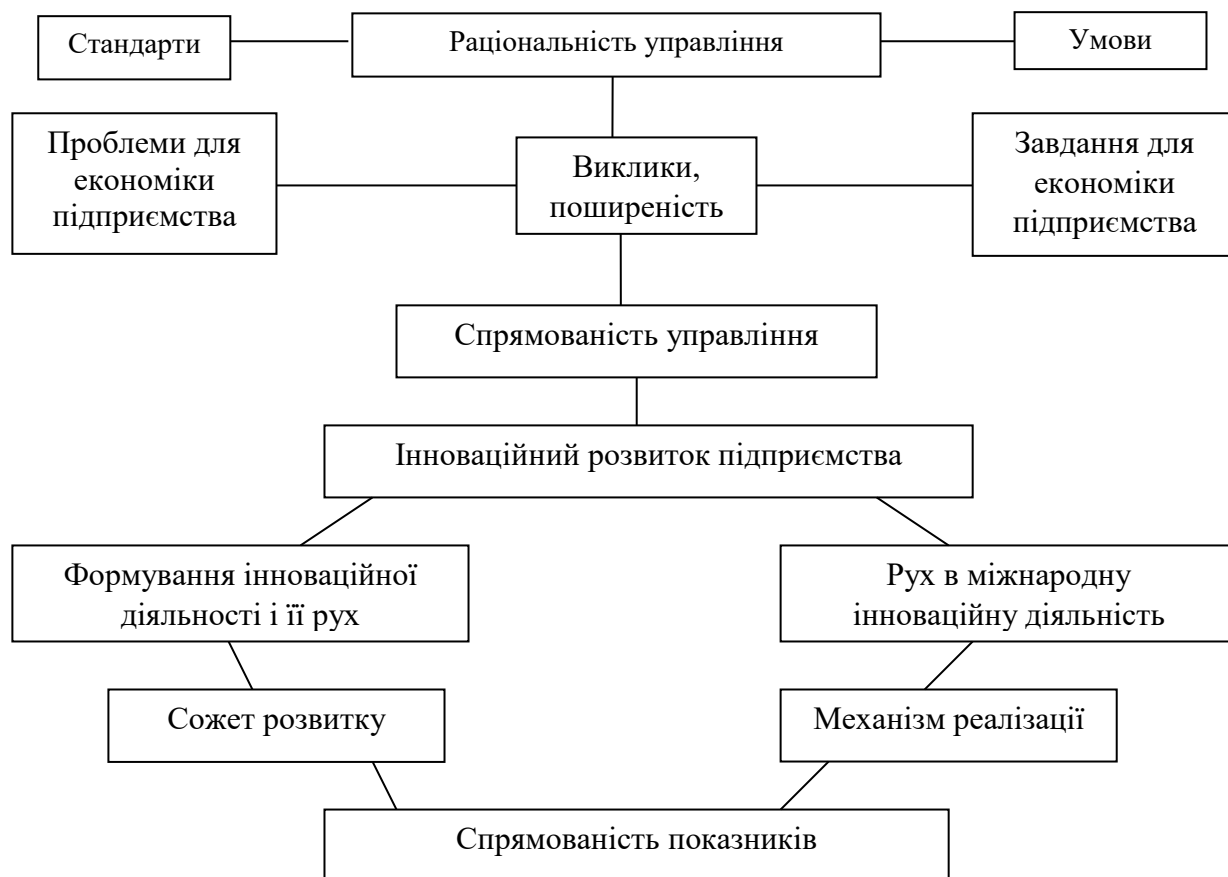 Стандарти
Раціональність управління
Умови
Проблеми для
економіки
підприємства
Виклики,
поширеність
Завдання для
економіки
підприємства
Спрямованість управління
Інноваційний розвиток підприємства
Формування інноваційної
діяльності і її рух
Рух в міжнародну
інноваційну діяльність
Сожет розвитку
Механізм реалізації
Спрямованість показників